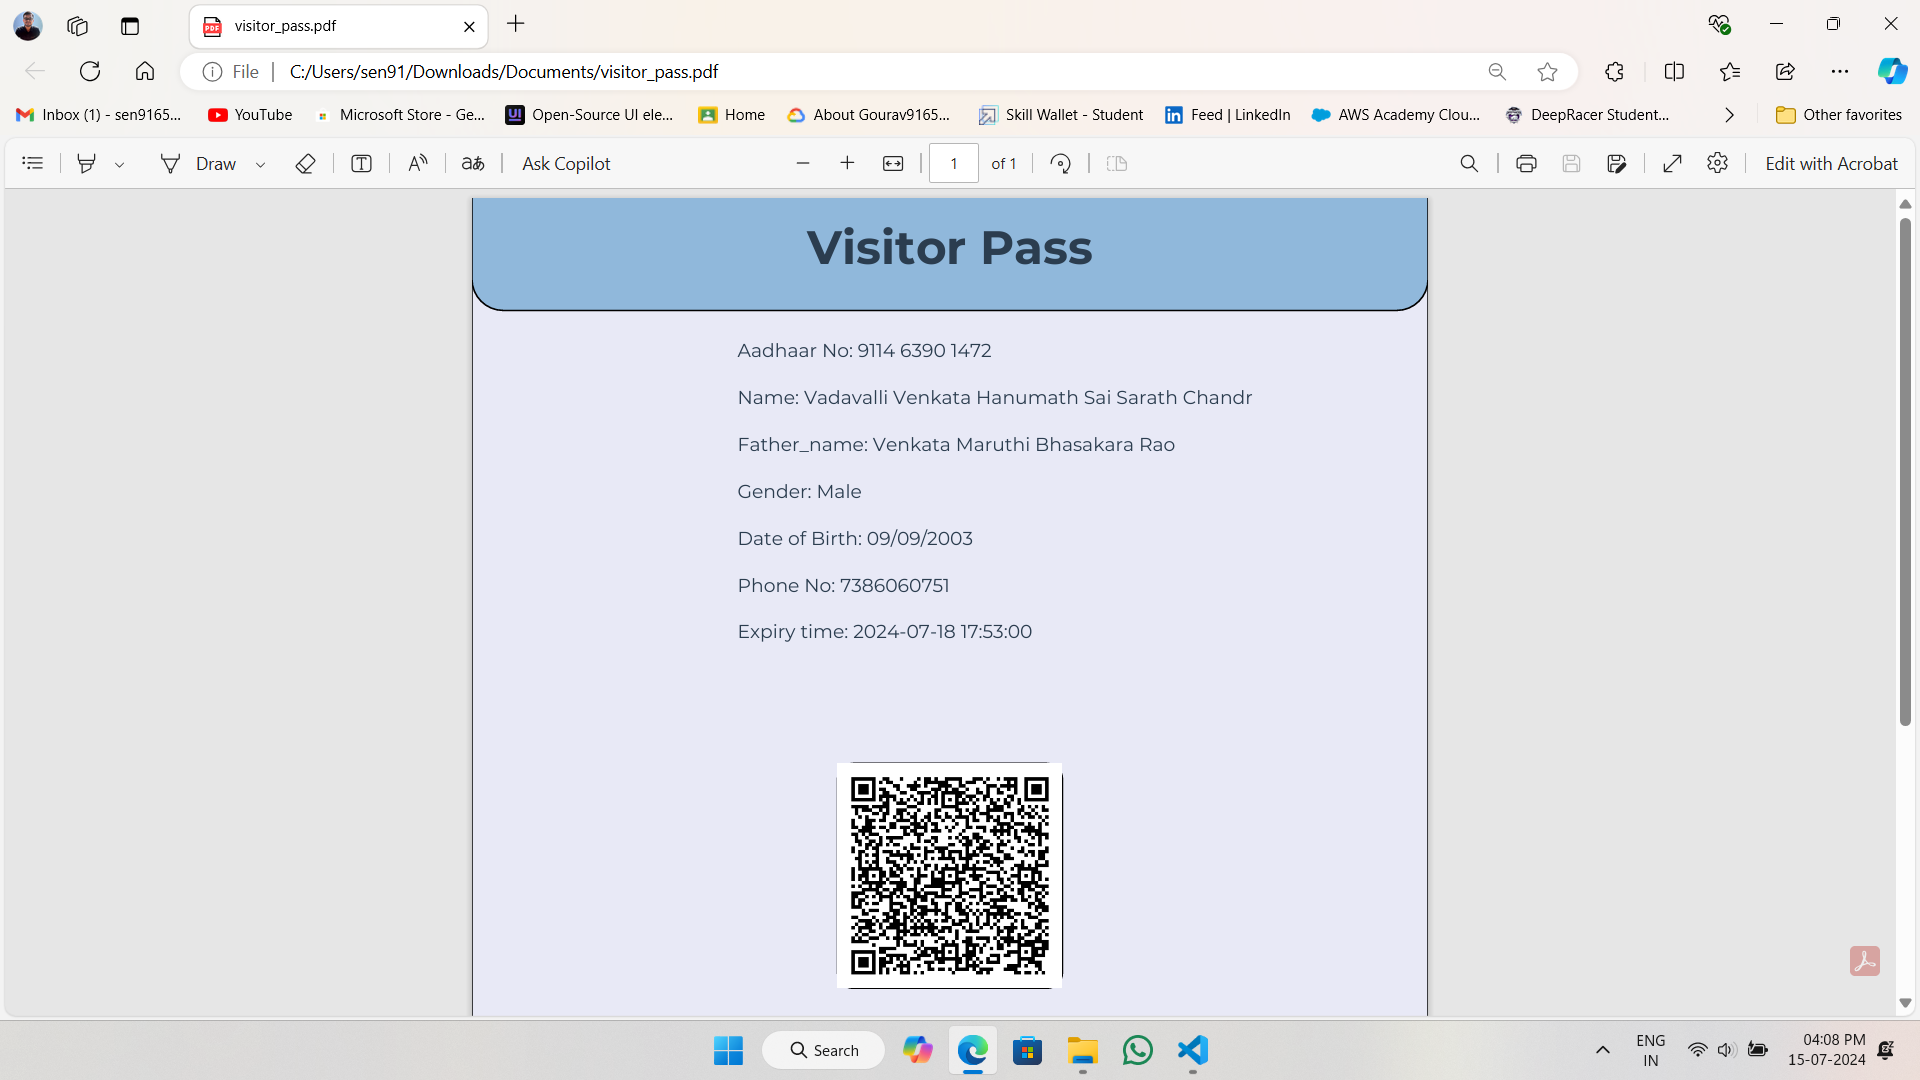 visitor_pass.pdf
File
C:/Users/sen91/Downloads/Documents/visitor_pass.pdf
Inbox (1) - sen9165...
YouTube
Microsoft Store - Ge...
UI
Open-Source UI ele...
Home
About Gourav9165...
Skill Wallet - Student
Feed | LinkedIn
AWS Academy Clou...
DeepRacer Student...
Other favorites
Draw
Ask Copilot
1
of 1
Edit with Acrobat
Visitor Pass
Aadhaar No: 9114 6390 1472
Name: Vadavalli Venkata Hanumath Sai Sarath Chandr
Father_name: Venkata Maruthi Bhasakara Rao
Gender: Male
Date of Birth: 09/09/2003
Phone No: 7386060751
Expiry time: 2024-07-18 17:53:00
Search
ENG
IN
04:08 PM
15-07-2024